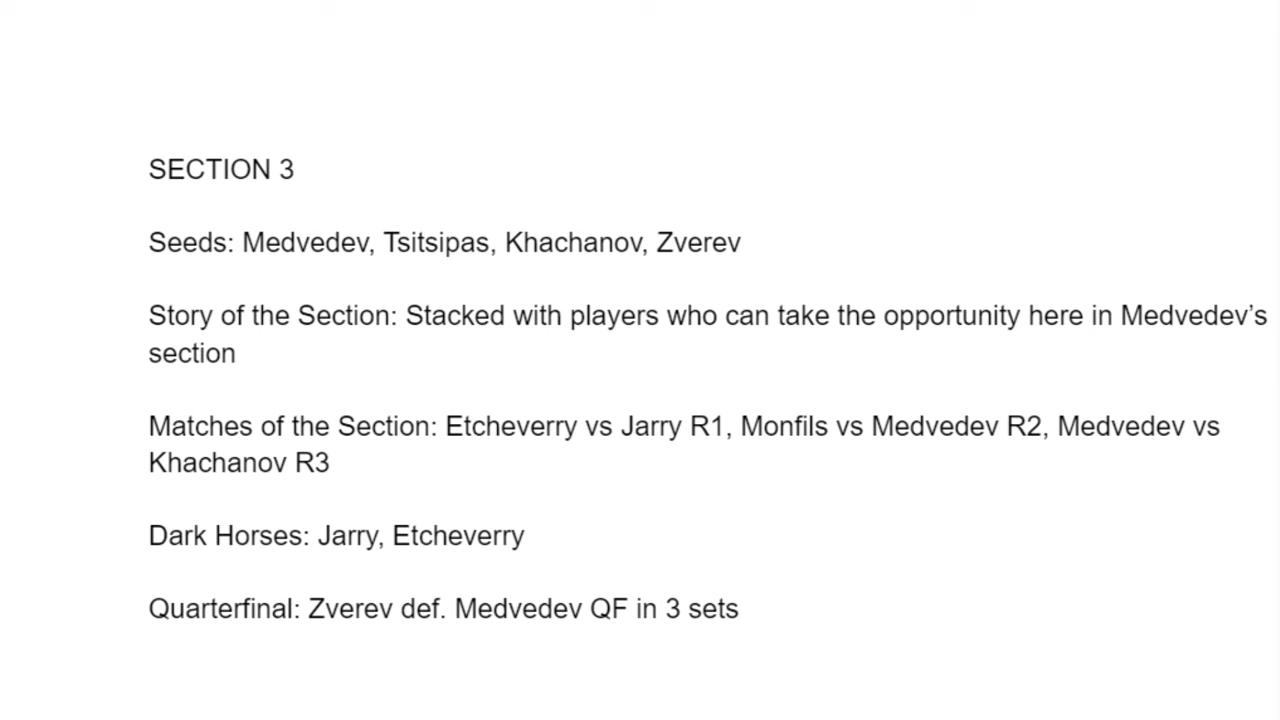 SECTION 3
Seeds: Medvedev, Tsitsipas, Khachanov, Zverev
Story of the Section: Stacked with players who can take the opportunity here in Medvedev’s
section
Matches of the Section: Etcheverry vs Jarry R1, Monfils vs Medvedev R2, Medvedev vs
Khachanov R3
Dark Horses: Jarry, Etcheverry
Quarterfinal: Zverev def. Medvedev QF in 3 sets